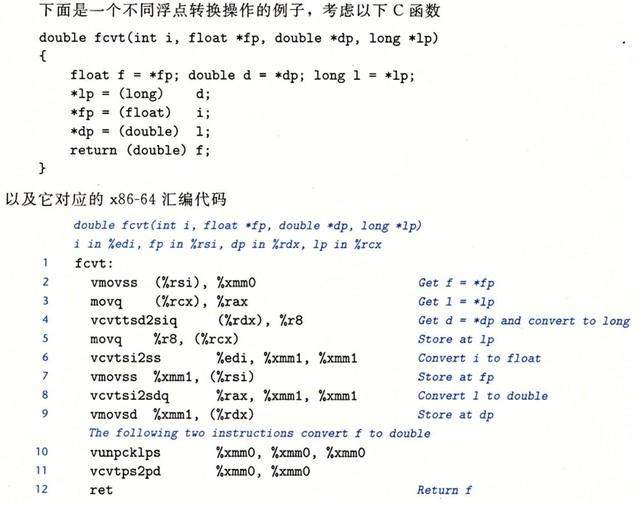 下面是一个不同浮点转换操作的例子，考虑以下 C 函数
double fcvt(int i, float *fp, double *dp, long *lp)
{
    float f = *fp; double d = *dp; long l = *lp;
    *lp = (long)    d;
    *fp = (float)   i;
    *dp = (double)  l;
    return (double) f;
}
以及它对应的 x86-64 汇编代码
double fcvt(int i, float *fp, double *dp, long *lp)
i in %edi, fp in %rsi, dp in %rdx, lp in %rcx
1 fcvt:
2 vmovss (%rsi), %xmm0 Get f = *fp
3 movq (%rcx), %rax Get l = *lp
4 vcvttsd2siq (%rdx), %r8 Get d = *dp and convert to long
5 movq %r8, (%rcx) Store at lp
6 vcvtsi2ss %edi, %xmm1, %xmm1 Convert i to float
7 vmovss %xmm1, (%rsi) Store at fp
8 vcvtsi2sdq %rax, %xmm1, %xmm1 Convert l to double
9 vmovsd %xmm1, (%rdx) Store at dp
The following two instructions convert f to double
10 vunpcklps %xmm0, %xmm0, %xmm0
11 vcvtps2pd %xmm0, %xmm0
12 ret Return f